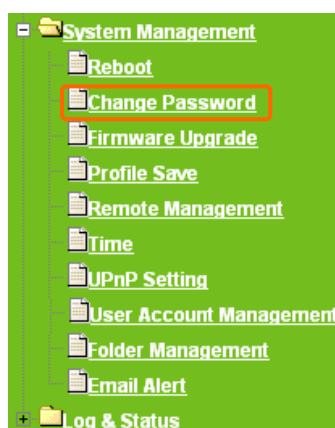 System Management
Reboot
Change Password
Firmware Upgrade
Profile Save
Remote Management
Time
UPnP Setting
User Account Management
Folder Management
Email Alert
Log & Status